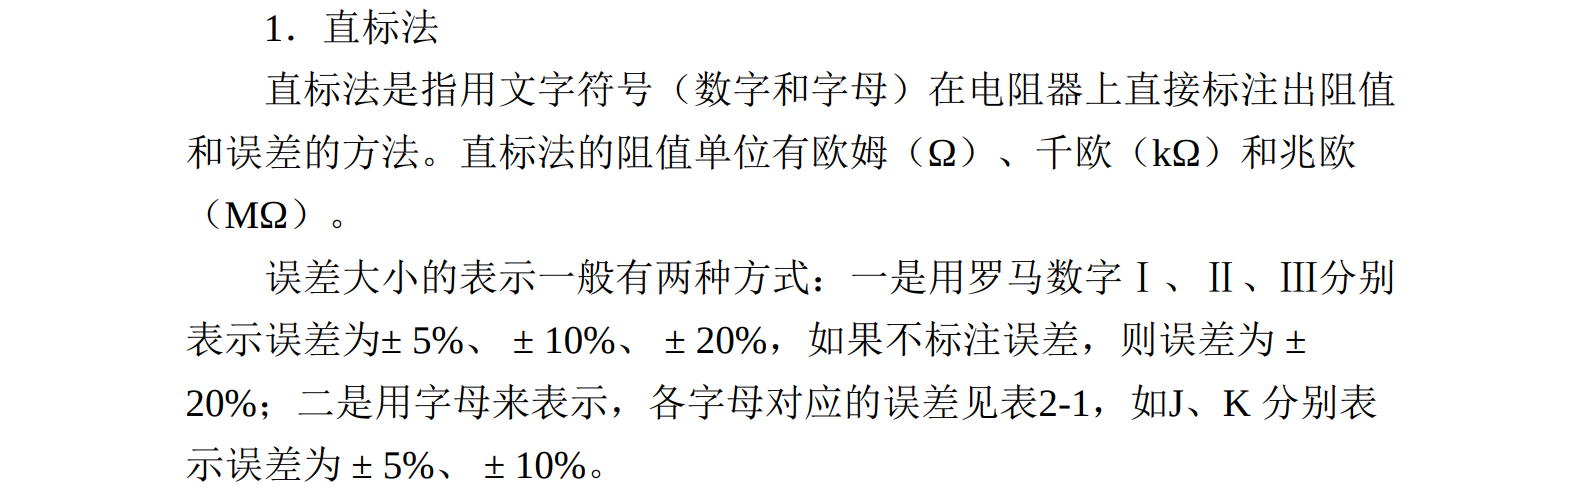 1．直标法
直标法是指用文字符号（数字和字母）在电阻器上直接标注出阻值
和误差的方法。直标法的阻值单位有欧姆（Ω）、千欧（kΩ）和兆欧
（MΩ）。
误差大小的表示一般有两种方式：一是用罗马数字Ⅰ、Ⅱ、Ⅲ分别
表示误差为± 5%、 ± 10%、 ± 20%，如果不标注误差，则误差为 ±
20%；二是用字母来表示，各字母对应的误差见表2-1，如J、K 分别表
示误差为 ± 5%、 ± 10%。